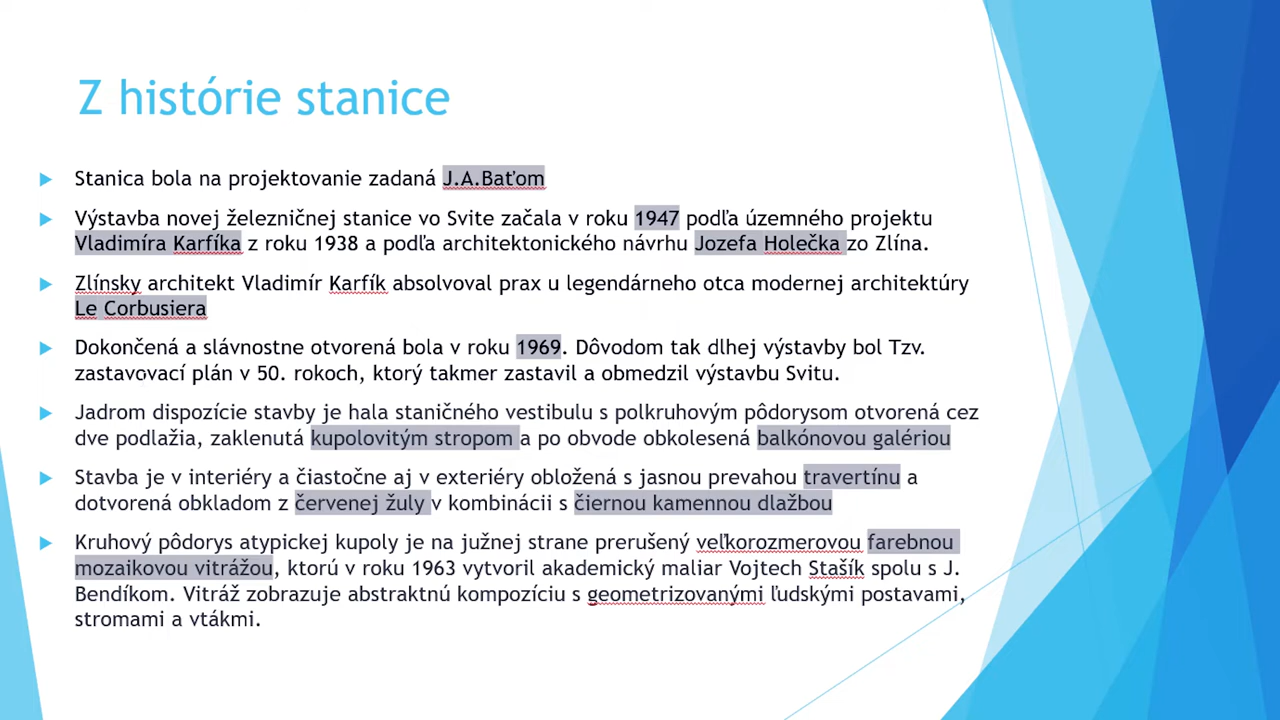 Z histórie stanice
Stanica bola na projektovanie zadaná J.A.Baťom
Výstavba novej železničnej stanice vo Svite začala v roku 1947 podľa územného projektu
Vladimíra Karfíka z roku 1938 a podľa architektonického návrhu Jozefa Holečka zo Zlína.
Zlínsky architekt Vladimír Karfík absolvoval prax u legendárneho otca modernej architektúry
Le Corbusiera
Dokončená a slávnostne otvorená bola v roku 1969. Dôvodom tak dlhej výstavby bol Tzv.
zastavovací plán v 50. rokoch, ktorý takmer zastavil a obmedzil výstavbu Svitu.
Jadrom dispozície stavby je hala staničného vestibulu s polkruhovým pôdorysom otvorená cez
dve podlažia, zaklenutá kupolovitým stropom a po obvode obkolesená balkónovou galériou
Stavba je v interiéry a čiastočne aj v exteriéry obložená s jasnou prevahou travertínu a
dotvorená obkladom z červenej žuly v kombinácii s čiernou kamennou dlažbou
Kruhový pôdorys atypickej kupoly je na južnej strane prerušený veľkorozmerovou farebnou
mozaikovou vitrážou, ktorú v roku 1963 vytvoril akademický maliar Vojtech Stašík spolu s J.
Bendíkom. Vitráž zobrazuje abstraktnú kompozíciu s geometrizovanými ľudskými postavami,
stromami a vtákmi.